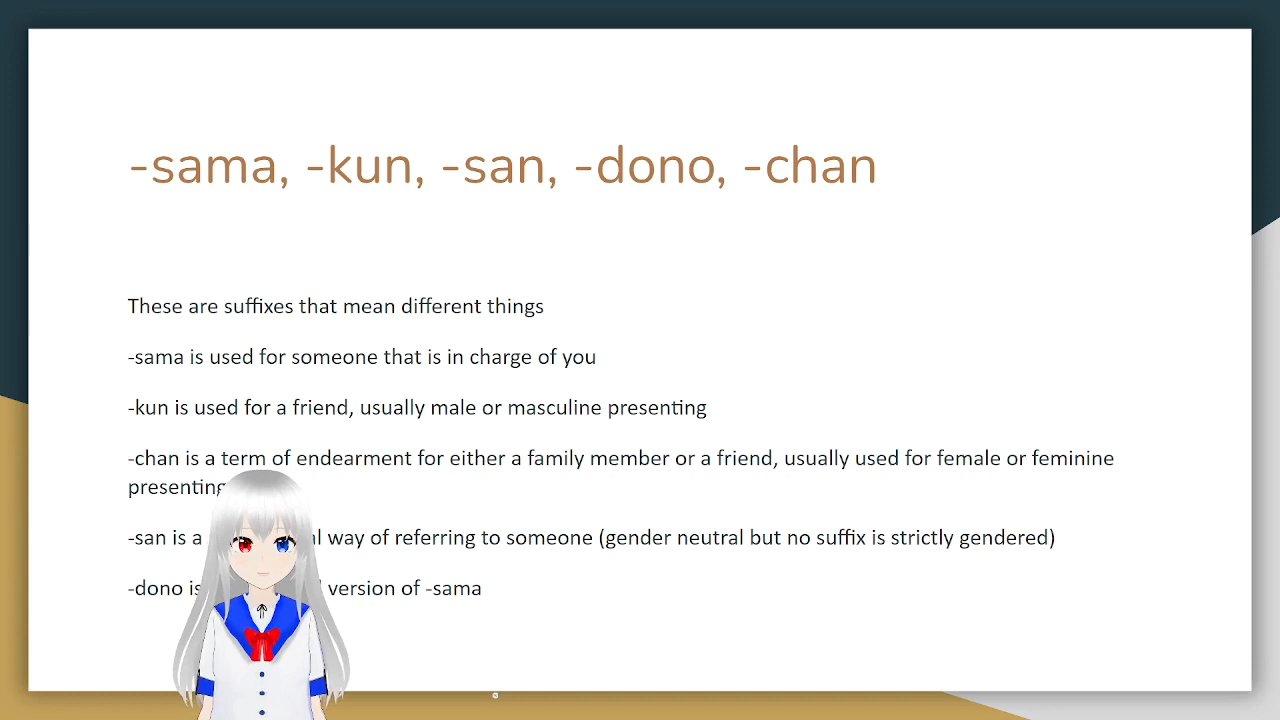 -sama, -kun, -san, -dono, -chan
These are suffixes that mean different things
-sama is used for someone that is in charge of you
-kun is used for a friend, usually male or masculine presenting
-chan is a term of endearment for either a family member or a friend, usually used for female or feminine
presenting
-san is a way of referring to someone (gender neutral but no suffix is strictly gendered)
-dono is version of -sama